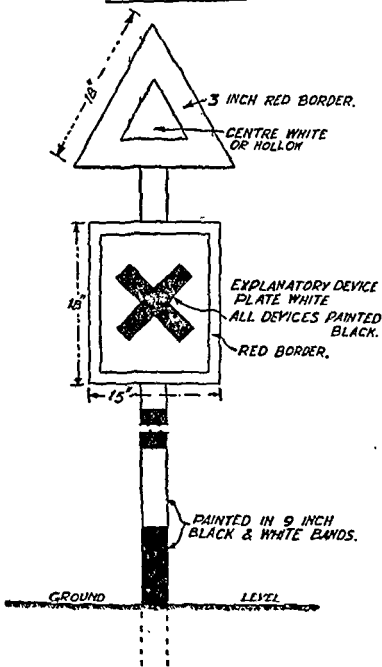 18"
3 INCH RED BORDER.
CENTRE WHITE
OR HOLLOW
18"
EXPLANATORY DEVICE
PLATE WHITE
ALL DEVICES PAINTED
BLACK.
RED BORDER.
15"
PAINTED IN 9 INCH
BLACK & WHITE BANDS.
GROUND LEVEL